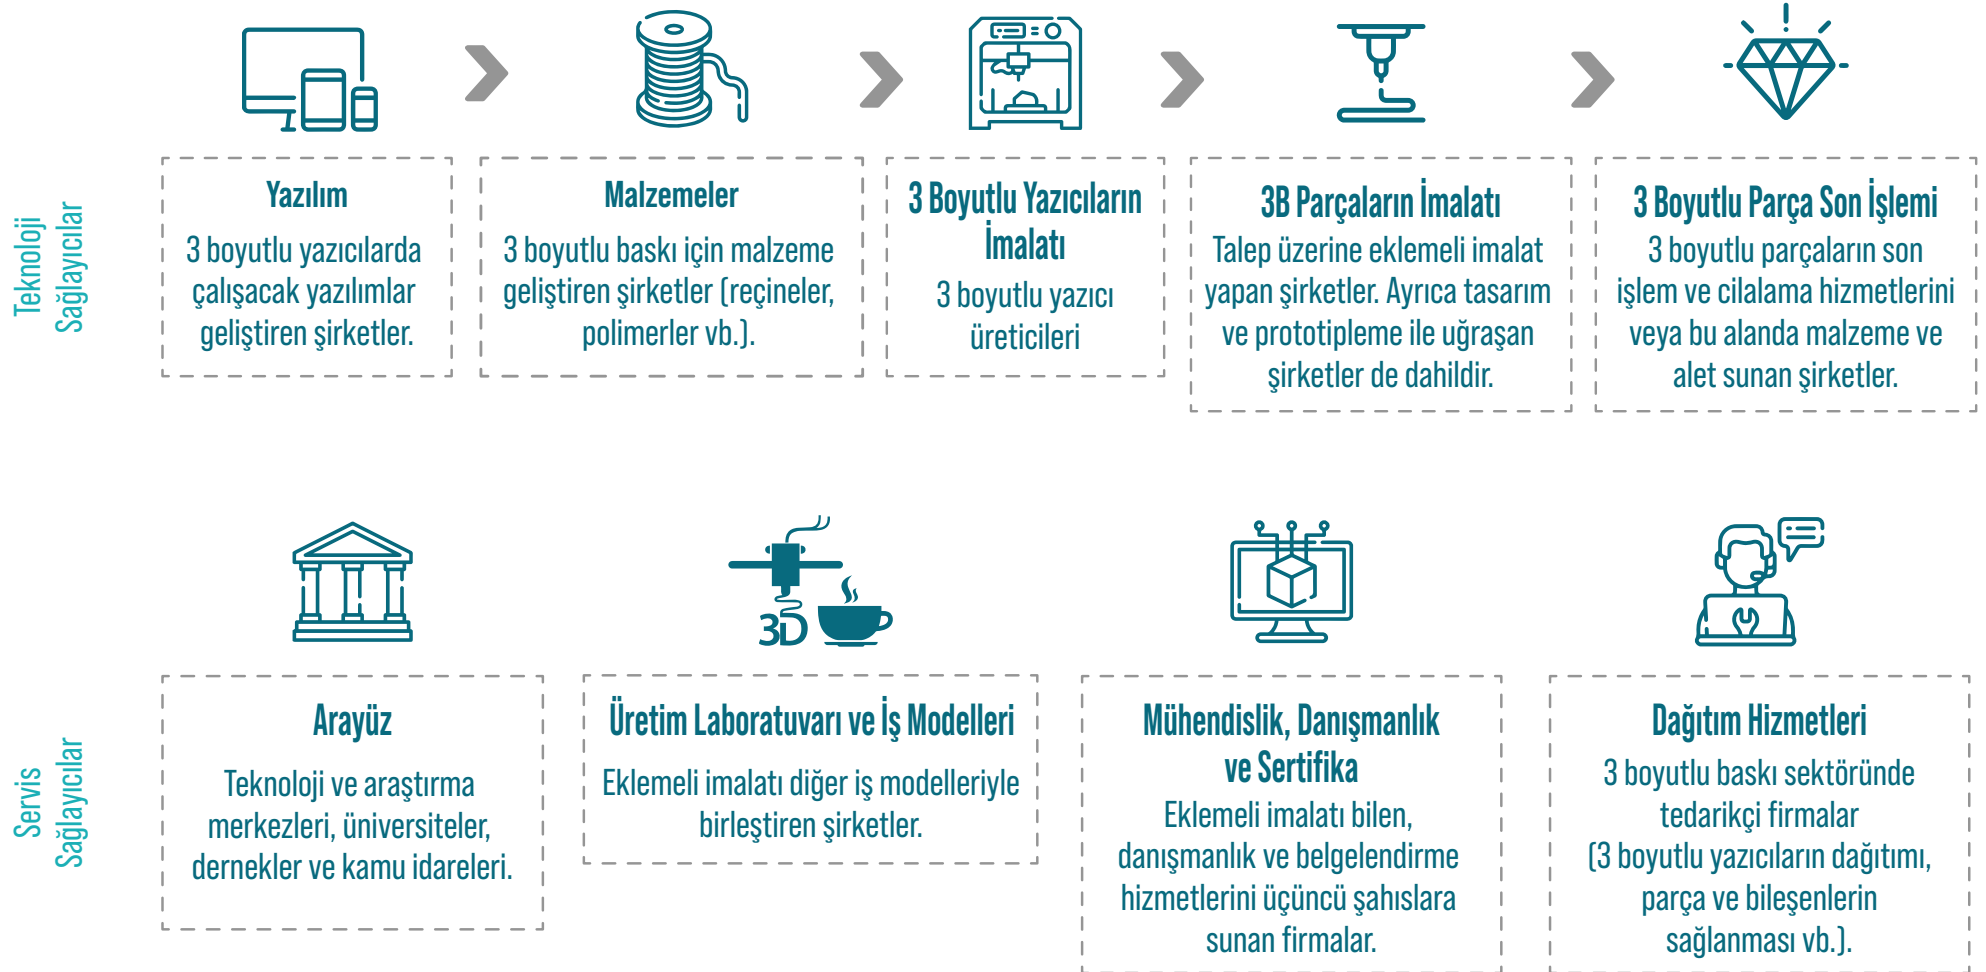 Teknoloji
Sağlayıcılar
Yazılım
3 boyutlu yazıcılarda
çalışacak yazılımlar
geliştiren şirketler.
Malzemeler
3 boyutlu baskı için malzeme
geliştiren şirketler (reçineler,
polimerler vb.).
3 Boyutlu Yazıcıların
İmalatı
3 boyutlu yazıcı
üreticileri
3B Parçaların İmalatı
Talep üzerine eklemeli imalat
yapan şirketler. Ayrıca tasarım
ve prototipleme ile uğraşan
şirketler de dahildir.
3 Boyutlu Parça Son İşlemi
3 boyutlu parçaların son
işlem ve cilalama hizmetlerini
veya bu alanda malzeme ve
alet sunan şirketler.
Servis
Sağlayıcılar
Arayüz
Teknoloji ve araştırma
merkezleri, üniversiteler,
dernekler ve kamu idareleri.
3D
Üretim Laboratuvarı ve İş Modelleri
Eklemeli imalatı diğer iş modelleriyle
birleştiren şirketler.
Mühendislik, Danışmanlık
ve Sertifika
Eklemeli imalatı bilen,
danışmanlık ve belgelendirme
hizmetlerini üçüncü şahıslara
sunan firmalar.
Dağıtım Hizmetleri
3 boyutlu baskı sektöründe
tedarikçi firmalar
(3 boyutlu yazıcıların dağıtımı,
parça ve bileşenlerin
sağlanması vb.).